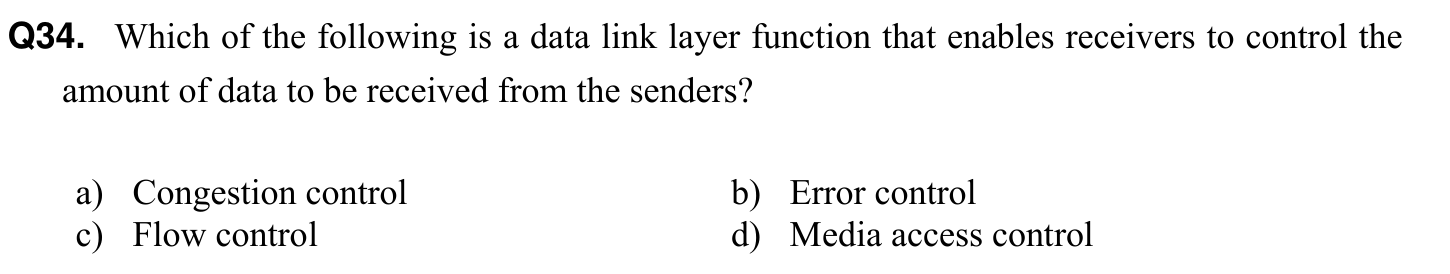 Q34. Which of the following is a data link layer function that enables receivers to control the
amount of data to be received from the senders?
a) Congestion control b) Error control
c) Flow control d) Media access control